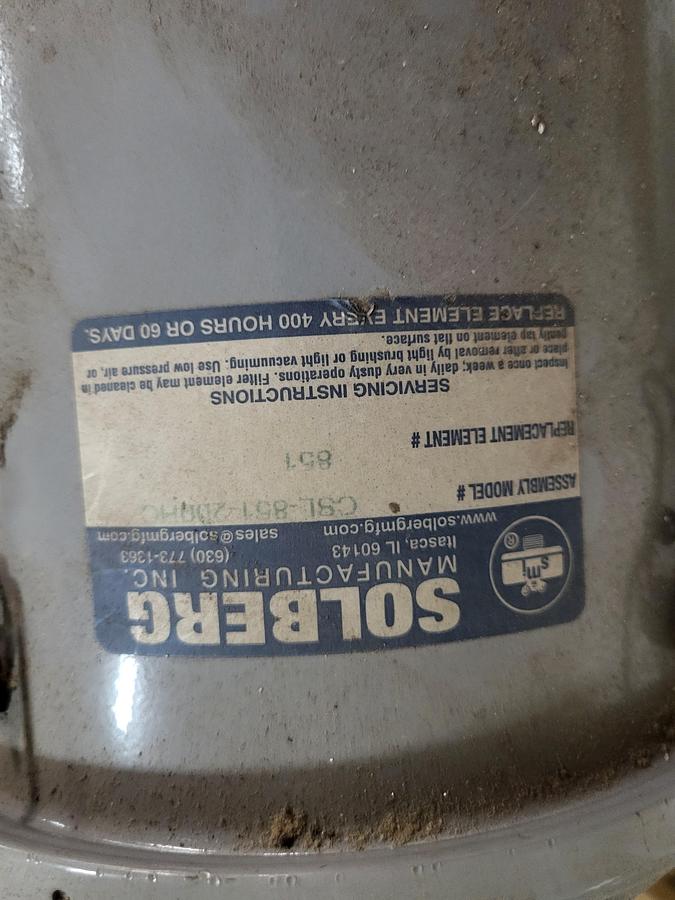 smi
®
SOLBERG
MANUFACTURING INC.
Itasca, IL 60143 (630) 773-1363
www.solbergmfg.com sales@solbergmfg.com
ASSEMBLY MODEL #
CSL-851-200HC
REPLACEMENT ELEMENT #
851
SERVICING INSTRUCTIONS
Inspect once a week; daily in very dusty operations. Filter element may be cleaned in
place or after removal by light brushing or light vacuuming. Use low pressure air, or
gently tap element on flat surface.
REPLACE ELEMENT EVERY 400 HOURS OR 60 DAYS.